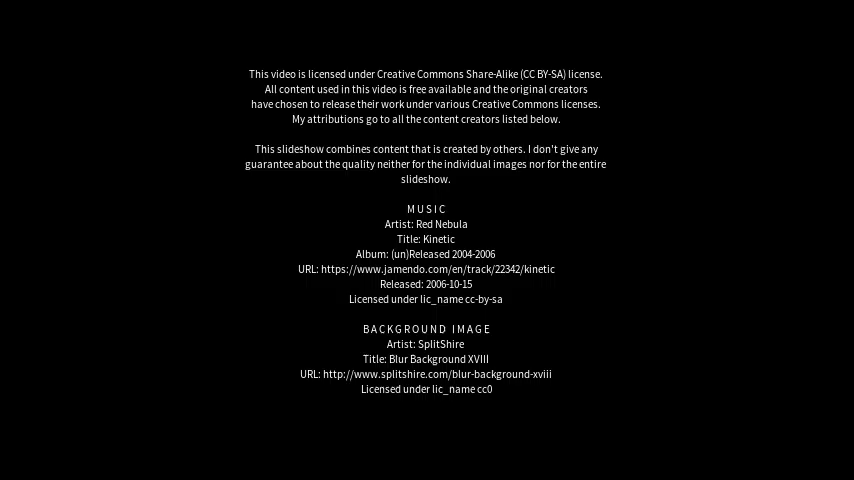 This video is licensed under Creative Commons Share-Alike (CC BY-SA) license.
All content used in this video is free available and the original creators
have chosen to release their work under various Creative Commons licenses.
My attributions go to all the content creators listed below.
This slideshow combines content that is created by others. I don't give any
guarantee about the quality neither for the individual images nor for the entire
slideshow.
MUSIC
Artist: Red Nebula
Title: Kinetic
Album: (un)Released 2004-2006
URL: https://www.jamendo.com/en/track/22342/kinetic
Released: 2006-10-15
Licensed under lic_name cc-by-sa
BACKGROUND IMAGE
Artist: SplitShire
Title: Blur Background XVIII
URL: http://www.splitshire.com/blur-background-xviii
Licensed under lic_name cc0